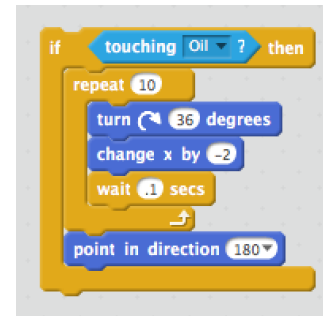 if touching Oil ? then
repeat 10
turn 36 degrees
change x by -2
wait .1 secs
point in direction 180